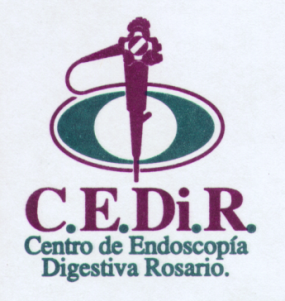 C.E.Di.R.
Centro de Endoscopía
Digestiva Rosario.